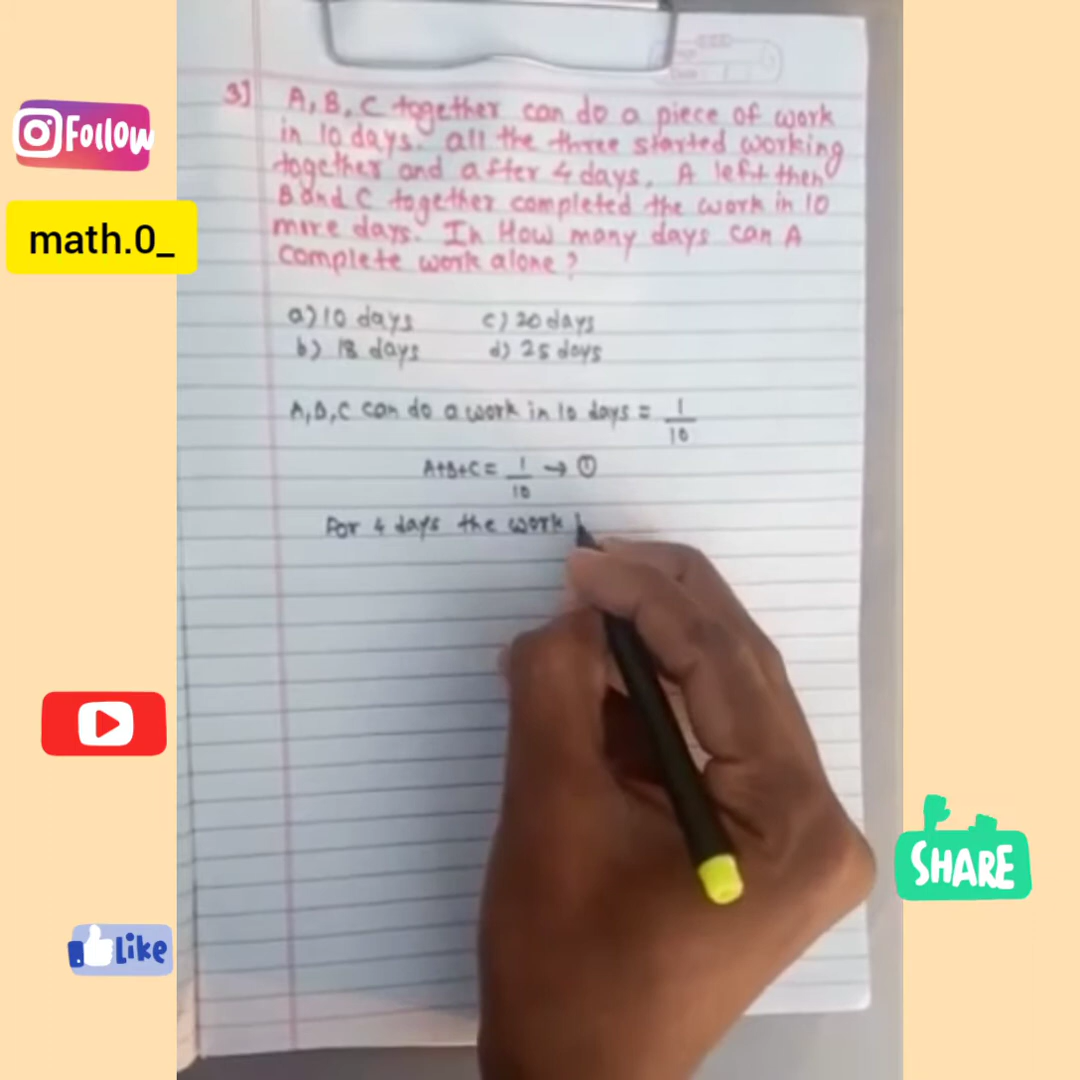 Follow
math.0_
3] A, B, C together can do a piece of work
in 10 days. all the three started working
together and after 4 days, A left then
B and C together completed the work in 10
more days. In How many days can A
complete work alone?
a) 10 days c) 20 days
b) 18 days d) 25 days
A, B, C can do a work in 10 days = 1/10
A+B+C = 1/10 → ①
For 4 days the work
SHARE
Like